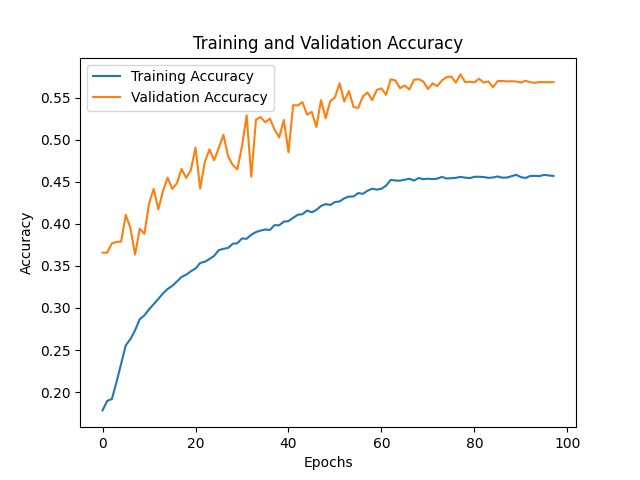 Training and Validation Accuracy
Training Accuracy
Validation Accuracy
0.55
0.50
0.45
0.40
0.35
0.30
0.25
0.20
Accuracy
0
20
40
60
80
100
Epochs